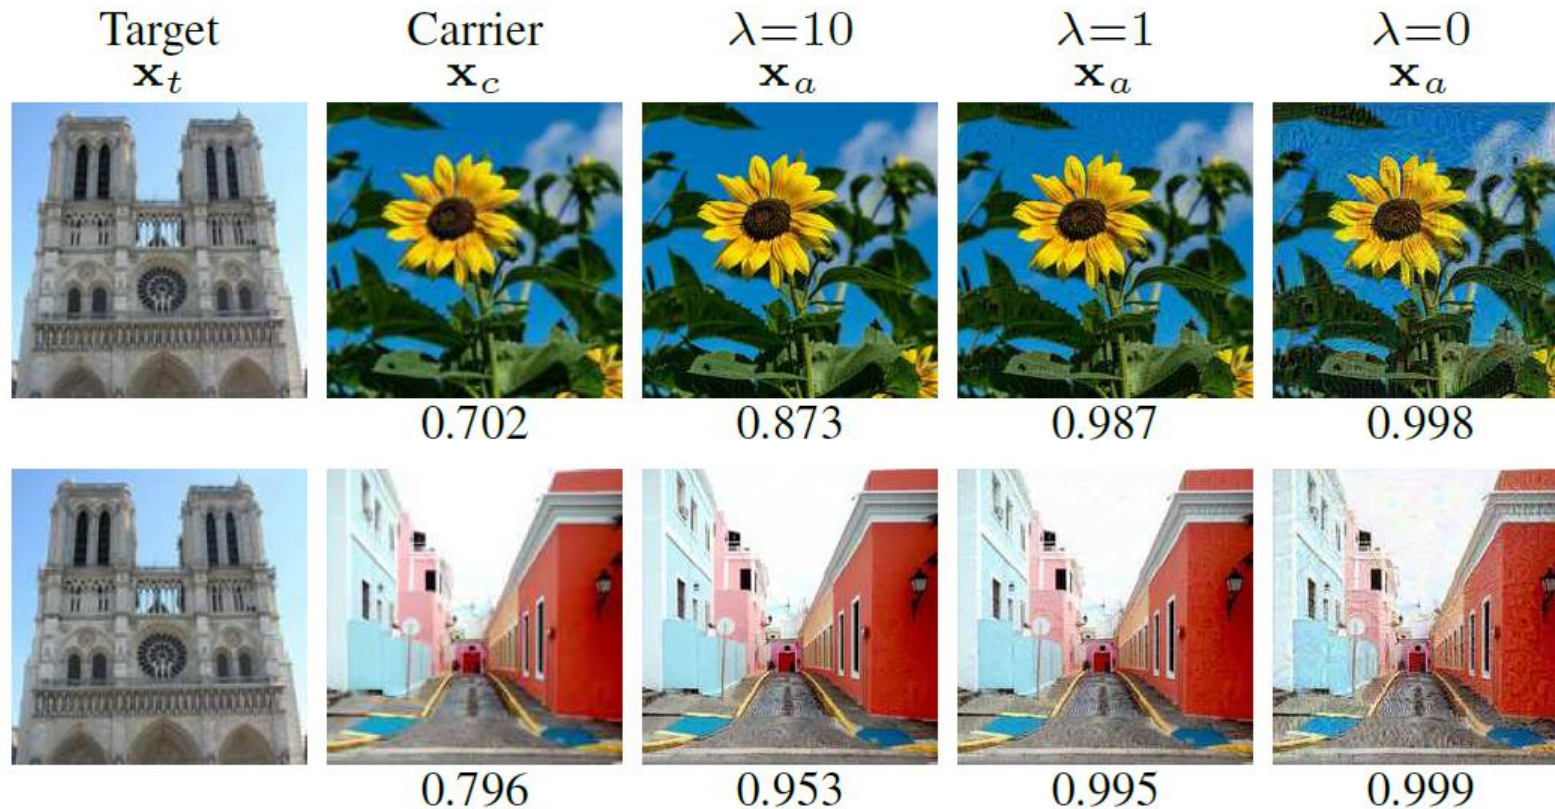 Target Carrier λ=10 λ=1 λ=0
x_t x_c x_a x_a x_a
0.702 0.873 0.987 0.998
0.796 0.953 0.995 0.999